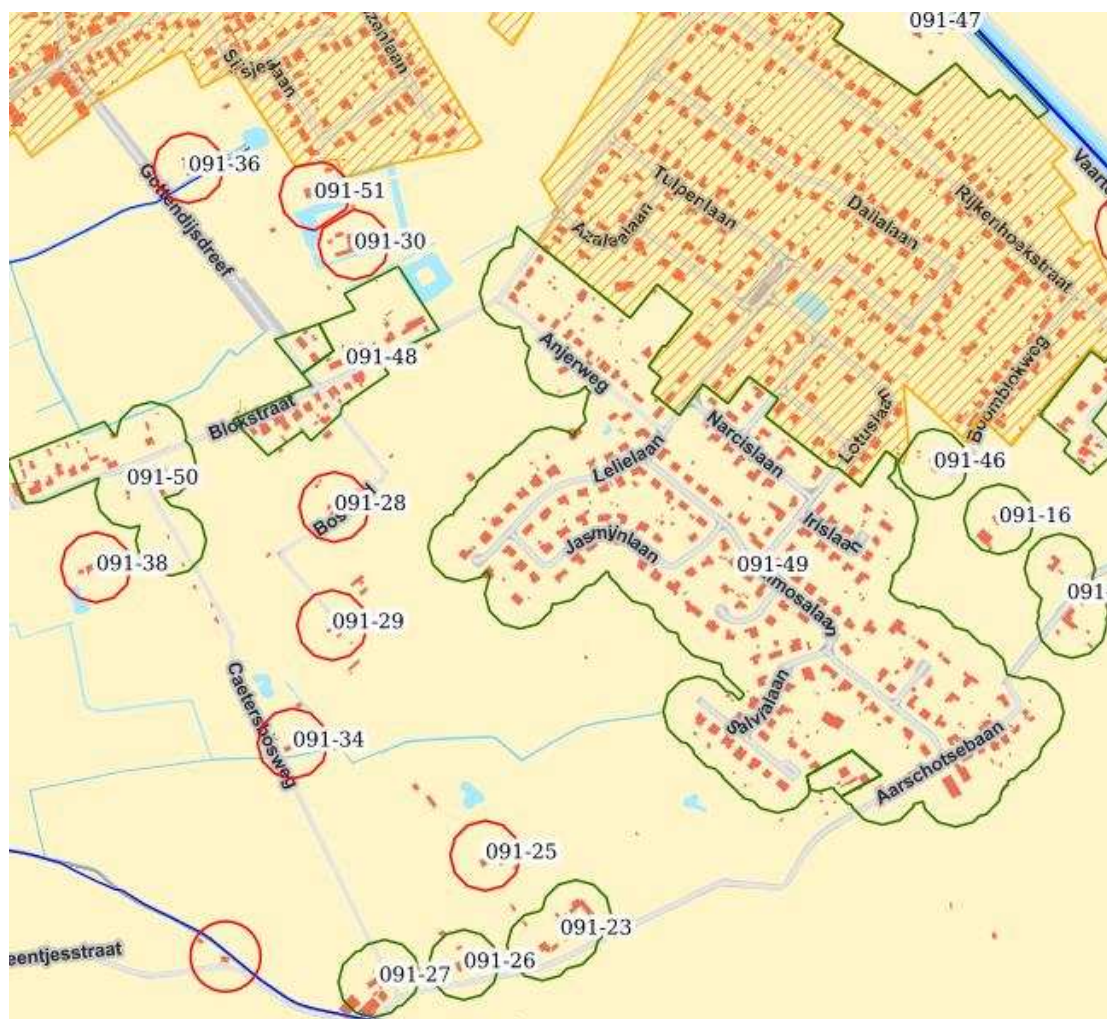 091-47
091-36
Gottendijsdreef
091-51
091-30
Tulpenlaan
Azalealaan
Dalialaan
Rijkenhoekstraat
091-48
Anjerweg
Blokstraat
Narcislaan
Lotuslaan
Boomblokweg
Lelielaan
091-46
091-50
091-28
Jasmijnlaan
Irislaan
091-16
091-38
091-49
091-29
Caetersbosweg
Salvialaan
091-34
Aarschotsebaan
091-25
091-23
eentjesstraat
091-27
091-26